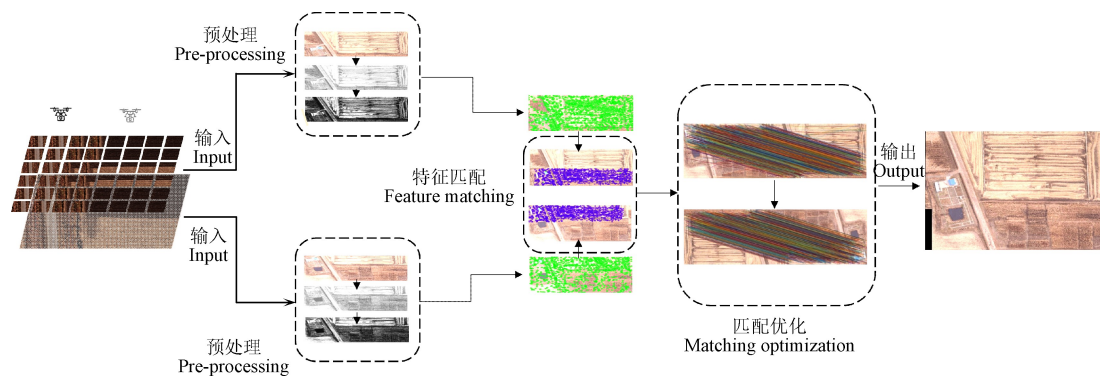 预处理
Pre-processing
输入
Input
输入
Input
预处理
Pre-processing
特征匹配
Feature matching
匹配优化
Matching optimization
输出
Output